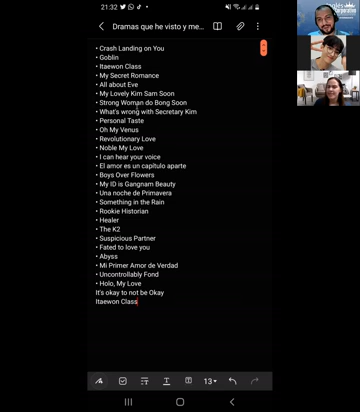 21:32
Dramas que he visto y me...
• Crash Landing on You
• Goblin
• Itaewon Class
• My Secret Romance
• All about Eve
• My Lovely Kim Sam Soon
• Strong Woman do Bong Soon
• What's wrong with Secretary Kim
• Personal Taste
• Oh My Venus
• Revolutionary Love
• Noble My Love
• I can hear your voice
• El amor es un capítulo aparte
• Boys Over Flowers
• My ID is Gangnam Beauty
• Una noche de Primavera
• Something in the Rain
• Rookie Historian
• Healer
• The K2
• Suspicious Partner
• Fated to love you
• Abyss
• Mi Primer Amor de Verdad
• Uncontrollably Fond
• Holo, My Love
It's okay to not be Okay
Itaewon Class
13